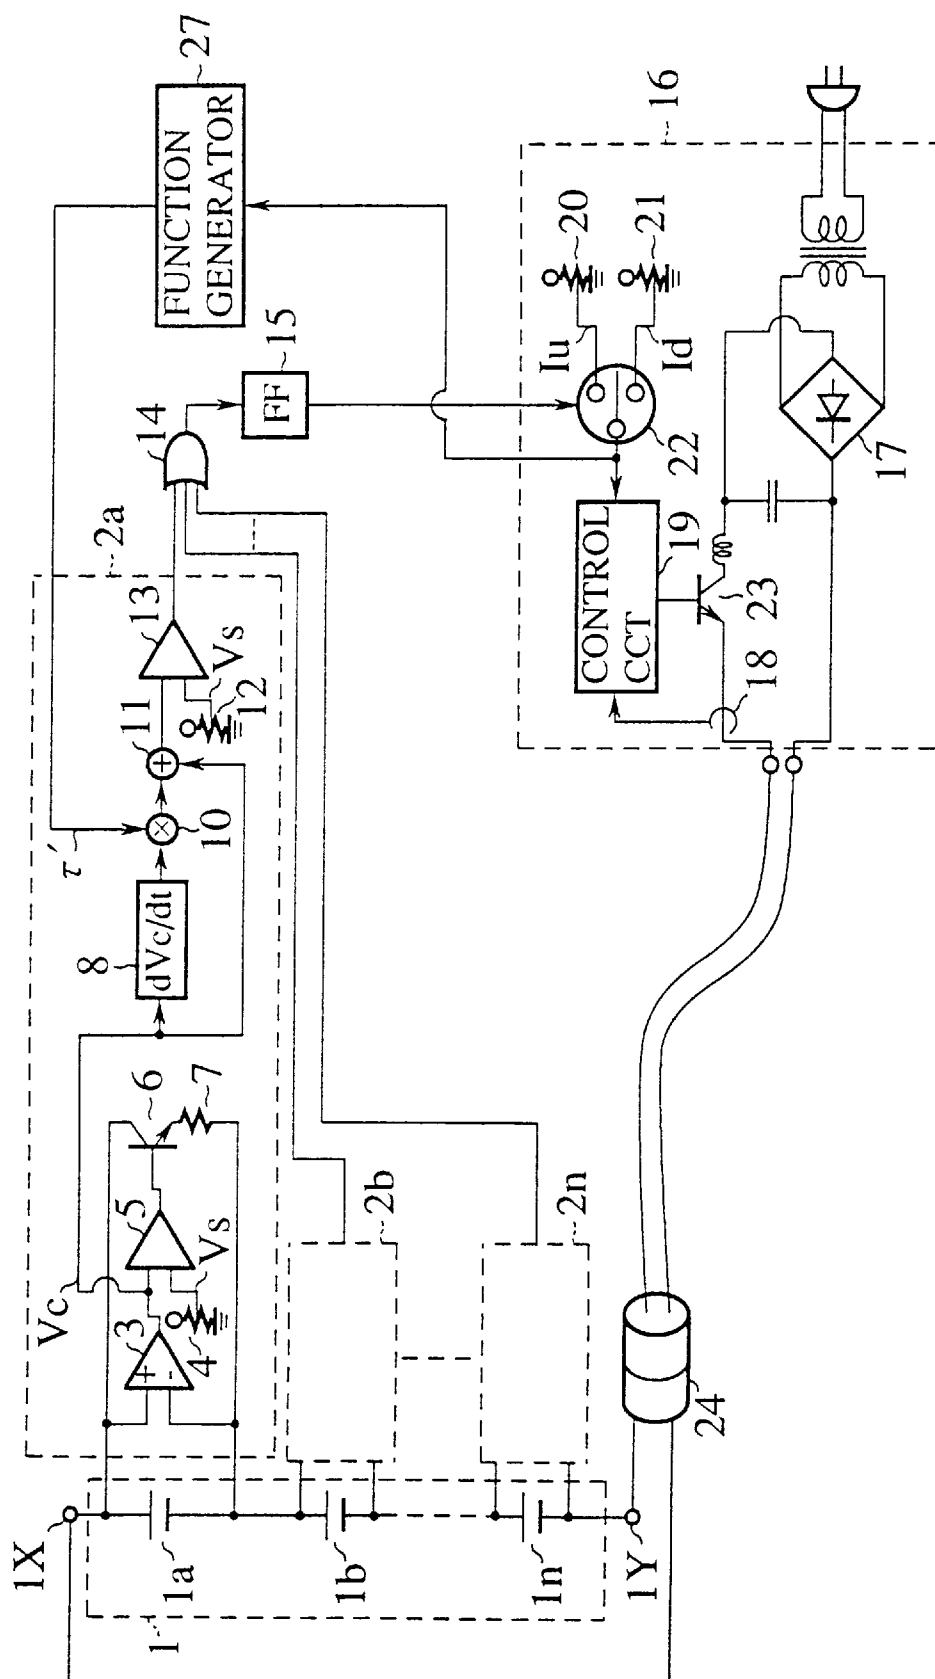 FUNCTION
GENERATOR
27
15
FF
14
2a
13
Vs
12
11
10
τ´
8
dVc/dt
6
7
5
Vs
Vc
3
+
-
4
2b
2n
1X
1a
1b
1n
1
1Y
24
16
20
21
Iu
Id
22
CONTROL
CCT
19
23
18
17